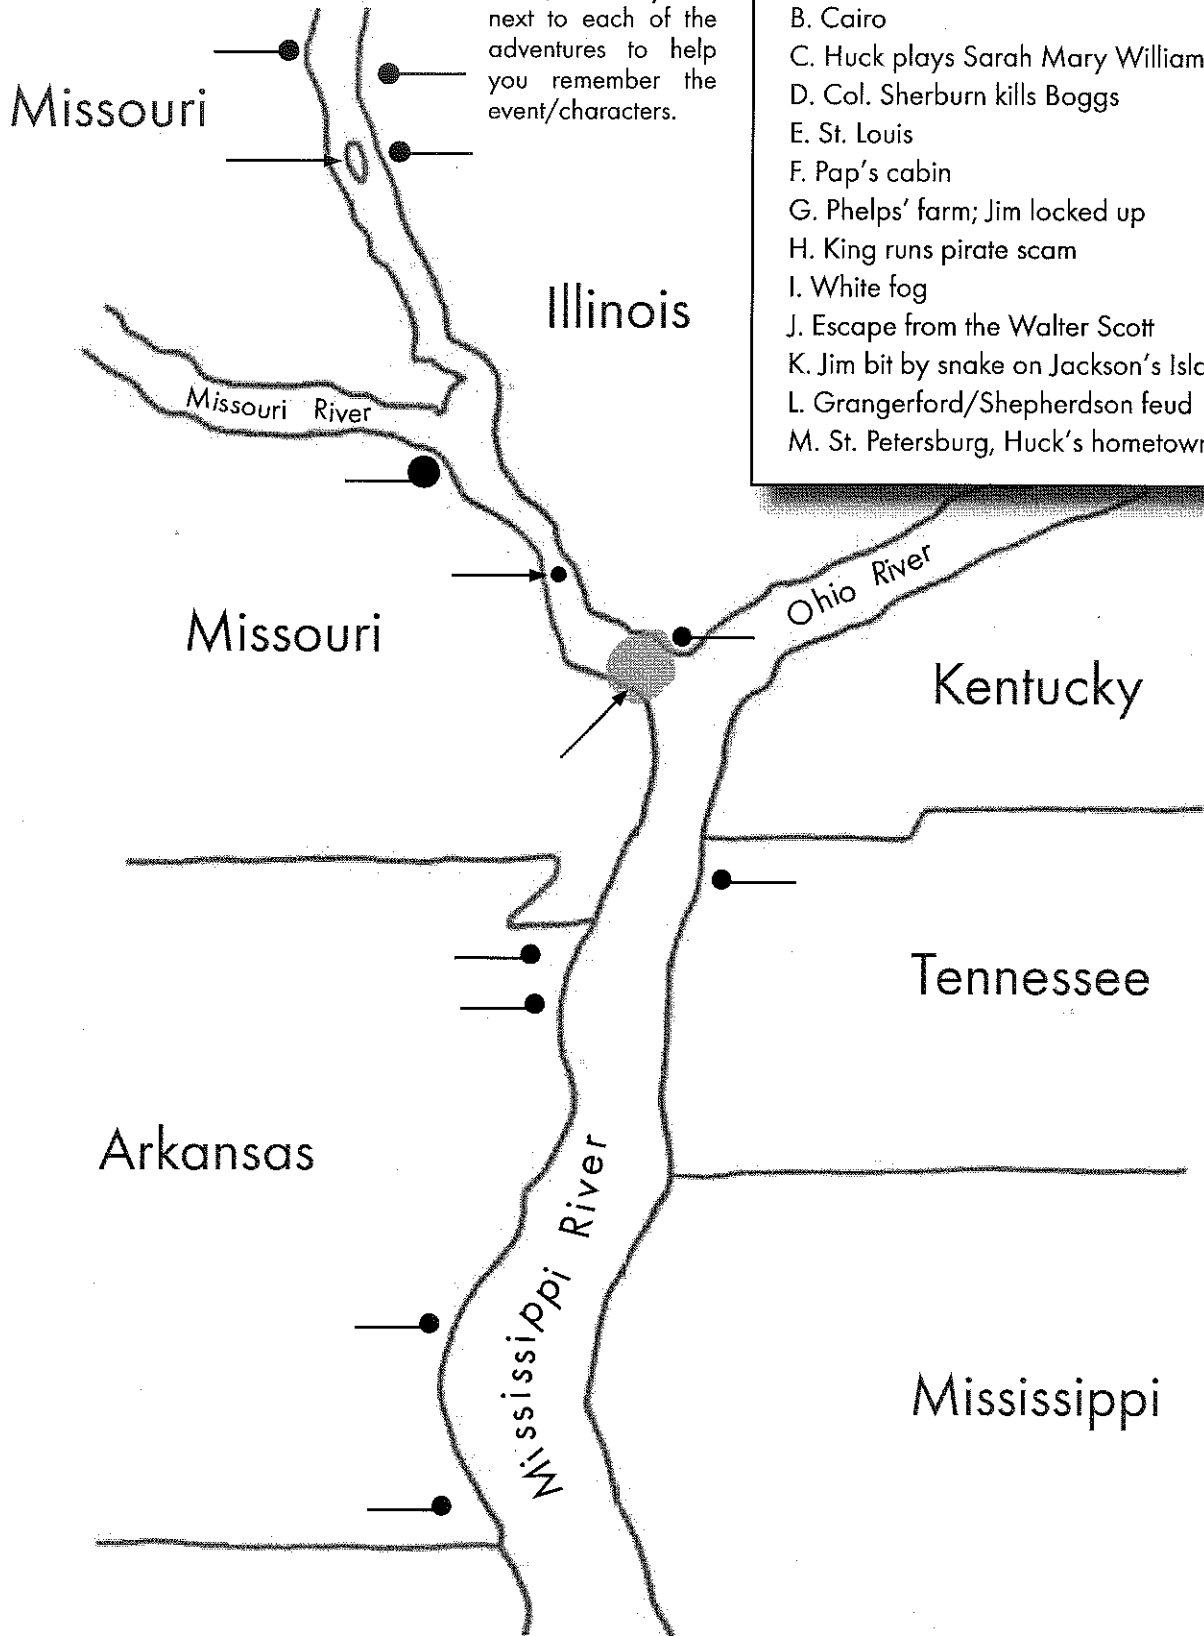 next to each of the
adventures to help
you remember the
event/characters.
B. Cairo
C. Huck plays Sarah Mary William
D. Col. Sherburn kills Boggs
E. St. Louis
F. Pap's cabin
G. Phelps' farm; Jim locked up
H. King runs pirate scam
I. White fog
J. Escape from the Walter Scott
K. Jim bit by snake on Jackson's Isla
L. Grangerford/Shepherdson feud
M. St. Petersburg, Huck's hometown
Missouri
Illinois
Missouri River
Ohio River
Missouri
Kentucky
Tennessee
Arkansas
Mississippi River
Mississippi